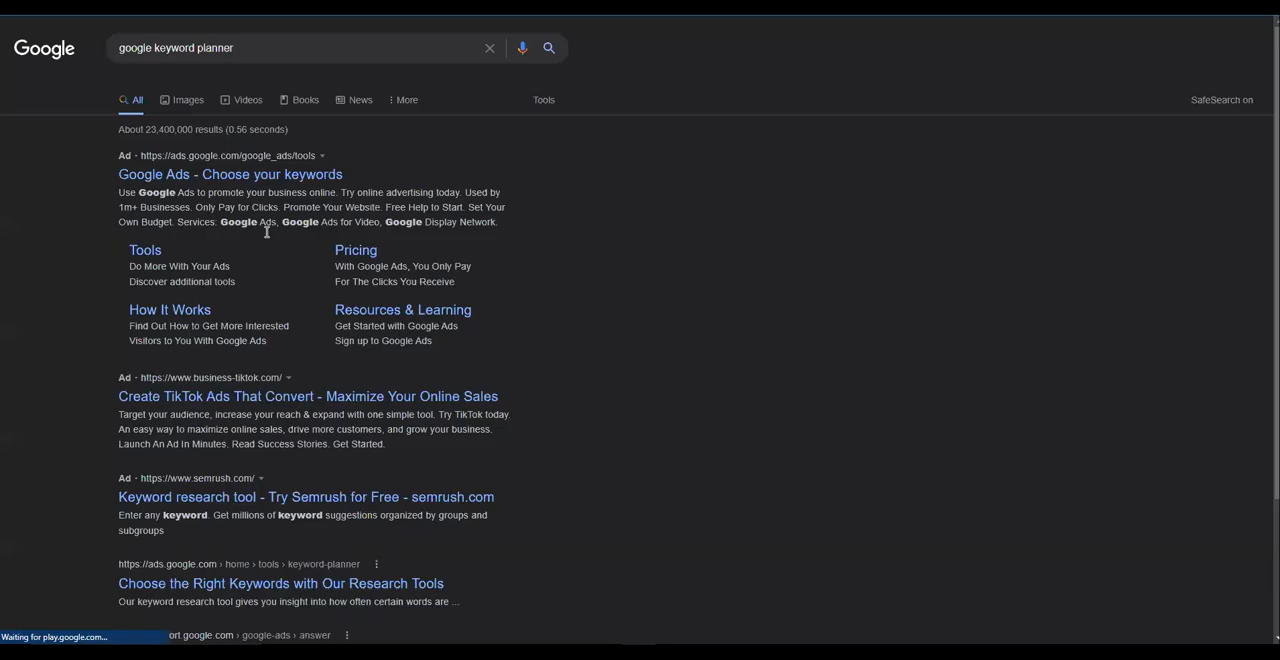 Google
google keyword planner
All Images Videos Books News More Tools SafeSearch on
About 23,400,000 results (0.56 seconds)
Ad · https://ads.google.com/google_ads/tools
Google Ads - Choose your keywords
Use Google Ads to promote your business online. Try online advertising today. Used by
1m+ Businesses. Only Pay for Clicks. Promote Your Website. Free Help to Start. Set Your
Own Budget. Services: Google Ads, Google Ads for Video, Google Display Network.
Tools
Do More With Your Ads
Discover additional tools
Pricing
With Google Ads, You Only Pay
For The Clicks You Receive
How It Works
Find Out How to Get More Interested
Visitors to You With Google Ads
Resources & Learning
Get Started with Google Ads
Sign up to Google Ads
Ad · https://www.business-tiktok.com/
Create TikTok Ads That Convert - Maximize Your Online Sales
Target your audience, increase your reach & expand with one simple tool. Try TikTok today.
An easy way to maximize online sales, drive more customers, and grow your business.
Launch An Ad In Minutes. Read Success Stories. Get Started.
Ad · https://www.semrush.com/
Keyword research tool - Try Semrush for Free - semrush.com
Enter any keyword. Get millions of keyword suggestions organized by groups and
subgroups
https://ads.google.com › home › tools › keyword-planner
Choose the Right Keywords with Our Research Tools
Our keyword research tool gives you insight into how often certain words are ...
Waiting for play.google.com... ort.google.com › google-ads › answer